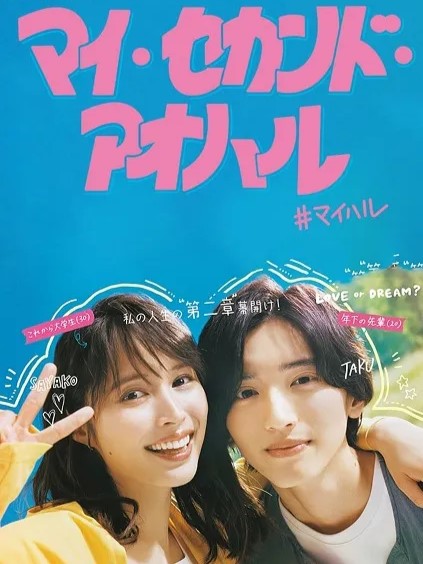 マイ・セカンド・
アオハル
#マイハル
私の人生の"第二章"幕開け!
LOVE or DREAM?
これから大学生(30)
年下の先輩(20)
SAYAKO
TAKU